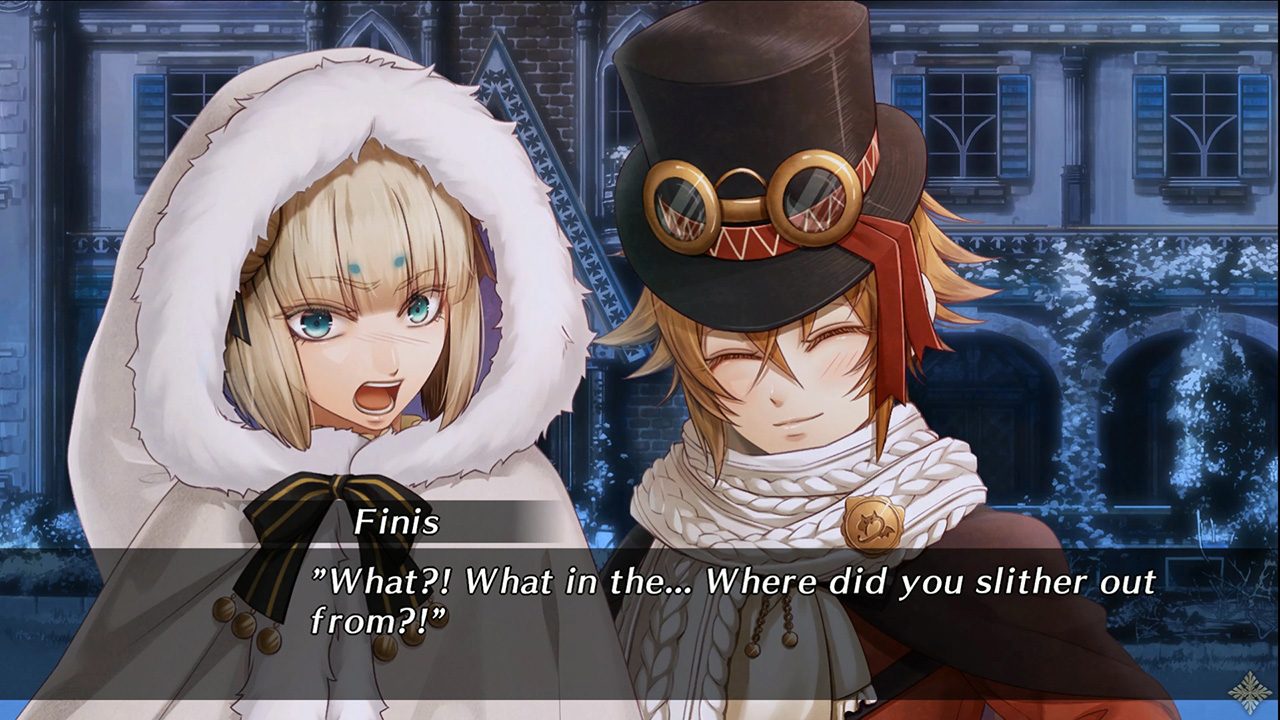 Finis
”What?! What in the... Where did you slither out
from?!”